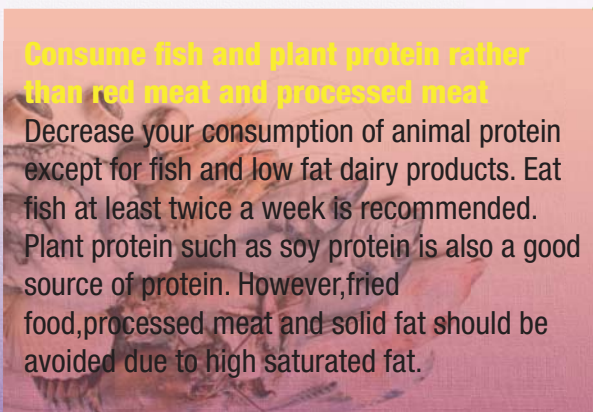 Consume fish and plant protein rather
than red meat and processed meat
Decrease your consumption of animal protein
except for fish and low fat dairy products. Eat
fish at least twice a week is recommended.
Plant protein such as soy protein is also a good
source of protein. However,fried
food,processed meat and solid fat should be
avoided due to high saturated fat.